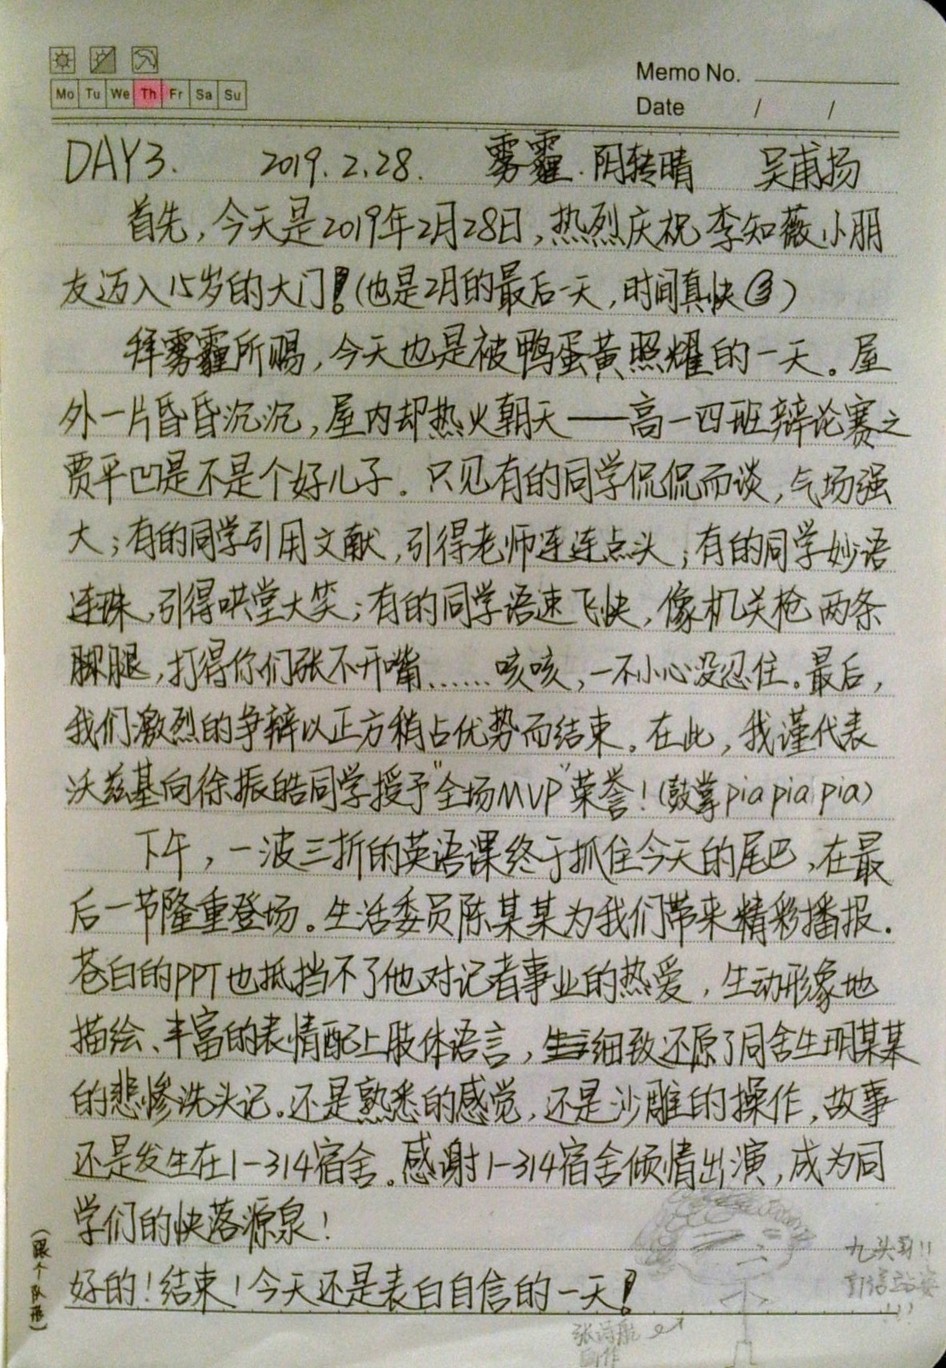 Memo No.
Mo Tu We Th Fr Sa Su
Date / /
DAY3. 2019.2.28. 雾霾.阴转晴 吴甫扬
首先,今天是2019年2月28日,热烈庆祝李知薇小朋
友迈入15岁的大门!(也是2月的最后一天,时间真快③)
拜雾霾所赐,今天也是被鸭蛋黄照耀的一天。屋
外一片昏昏沉沉,屋内却热火朝天——高一四班辩论赛之
贾平凹是不是个好儿子。只见有的同学侃侃而谈,气场强
大;有的同学引用文献,引得老师连连点头;有的同学妙语
连珠,引得哄堂大笑;有的同学语速飞快,像机关枪两条
腿,打得你们张不开嘴……咳咳,一不小心没忍住。最后,
我们激烈的争辩以正方稍占优势而结束。在此,我谨代表
沃兹基向徐振皓同学授予"全场MVP"荣誉!(鼓掌pia pia pia)
下午,一波三折的英语课终于抓住今天的尾巴,在最
后一节隆重登场。生活委员陈某某为我们带来精彩播报.
苍白的PPT也抵挡不了他对记者事业的热爱,生动形象地
描绘、丰富的表情配上肢体语言,细致还原了同舍生明某某
的悲惨洗头记.还是熟悉的感觉,还是沙雕的操作,故事
还是发生在1-314宿舍。感谢1-314宿舍倾情出演,成为同
学们的快落源泉!
好的!结束!今天还是表白自信的一天!
(跟个队形)
九头身!!
!!!
画作